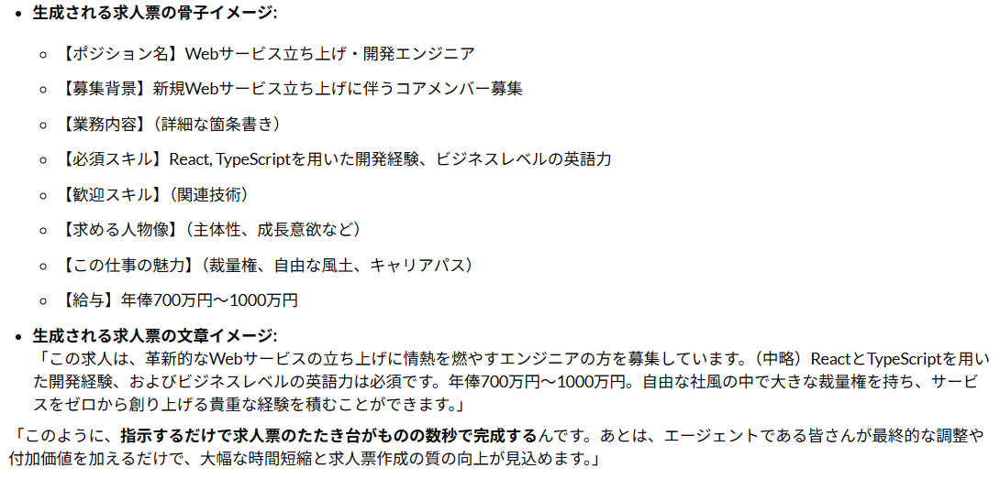 • 生成される求人票の骨子イメージ:
○ 【ポジション名】Webサービス立ち上げ・開発エンジニア
○ 【募集背景】新規Webサービス立ち上げに伴うコアメンバー募集
○ 【業務内容】（詳細な箇条書き）
○ 【必須スキル】React, TypeScriptを用いた開発経験、ビジネスレベルの英語力
○ 【歓迎スキル】（関連技術）
○ 【求める人物像】（主体性、成長意欲など）
○ 【この仕事の魅力】（裁量権、自由な風土、キャリアパス）
○ 【給与】年俸700万円〜1000万円
• 生成される求人票の文章イメージ:
「この求人は、革新的なWebサービスの立ち上げに情熱を燃やすエンジニアの方を募集しています。（中略）ReactとTypeScriptを用い
た開発経験、およびビジネスレベルの英語力は必須です。年俸700万円〜1000万円。自由な社風の中で大きな裁量権を持ち、サービ
スをゼロから創り上げる貴重な経験を積むことができます。」
「このように、指示するだけで求人票のたたき台がものの数秒で完成するんです。あとは、エージェントである皆さんが最終的な調整や
付加価値を加えるだけで、大幅な時間短縮と求人票作成の質の向上が見込めます。」